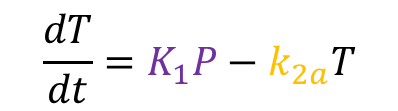 dT/dt = K₁P − k₂ₐT